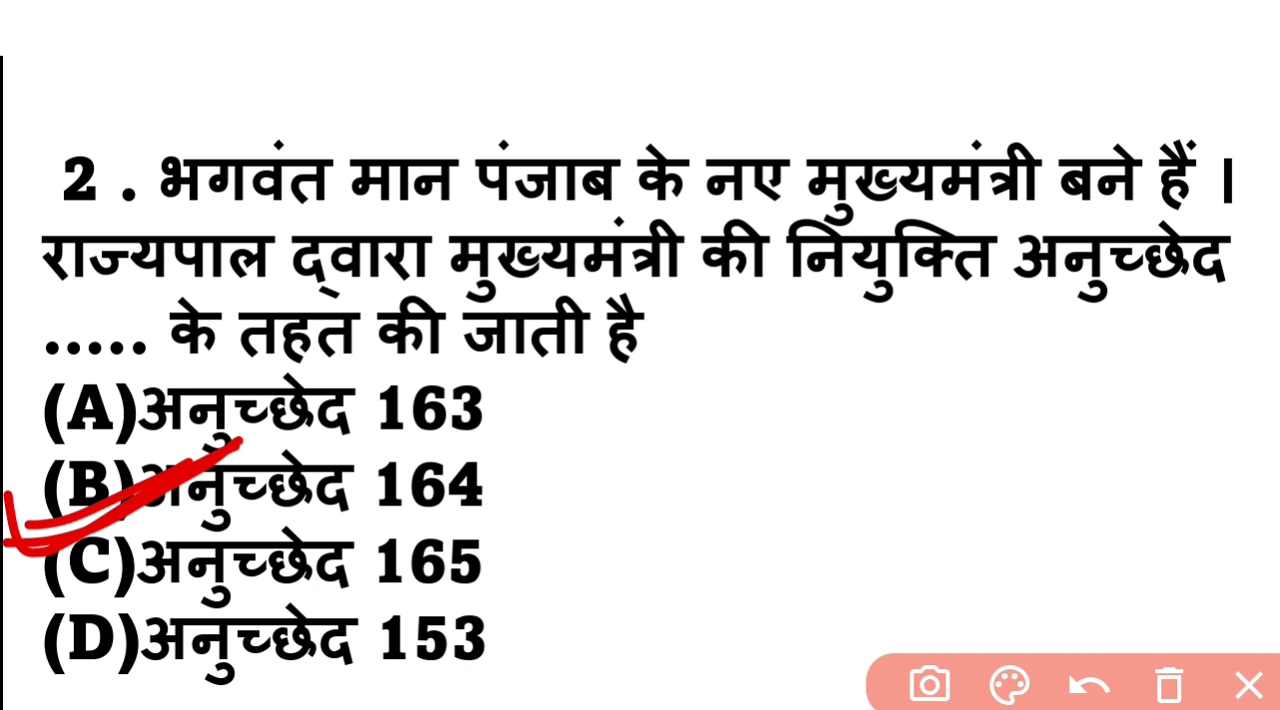 2 . भगवंत मान पंजाब के नए मुख्यमंत्री बने हैं ।
राज्यपाल द्वारा मुख्यमंत्री की नियुक्ति अनुच्छेद
..... के तहत की जाती है
(A)अनुच्छेद 163
(B)अनुच्छेद 164
(C)अनुच्छेद 165
(D)अनुच्छेद 153